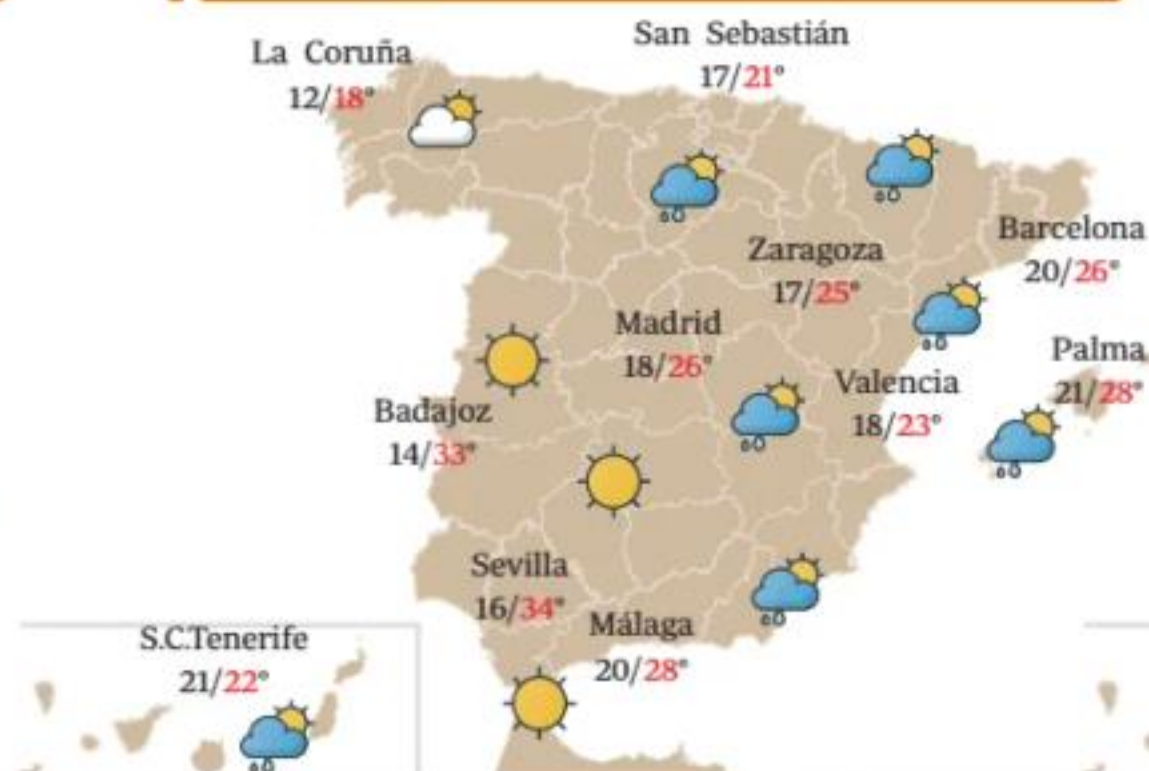 La Coruña
12/18°
San Sebastián
17/21°
Zaragoza
17/25°
Barcelona
20/26°
Madrid
18/26°
Palma
21/28°
Valencia
18/23°
Badajoz
14/33°
Sevilla
16/34°
Málaga
20/28°
S.C.Tenerife
21/22°